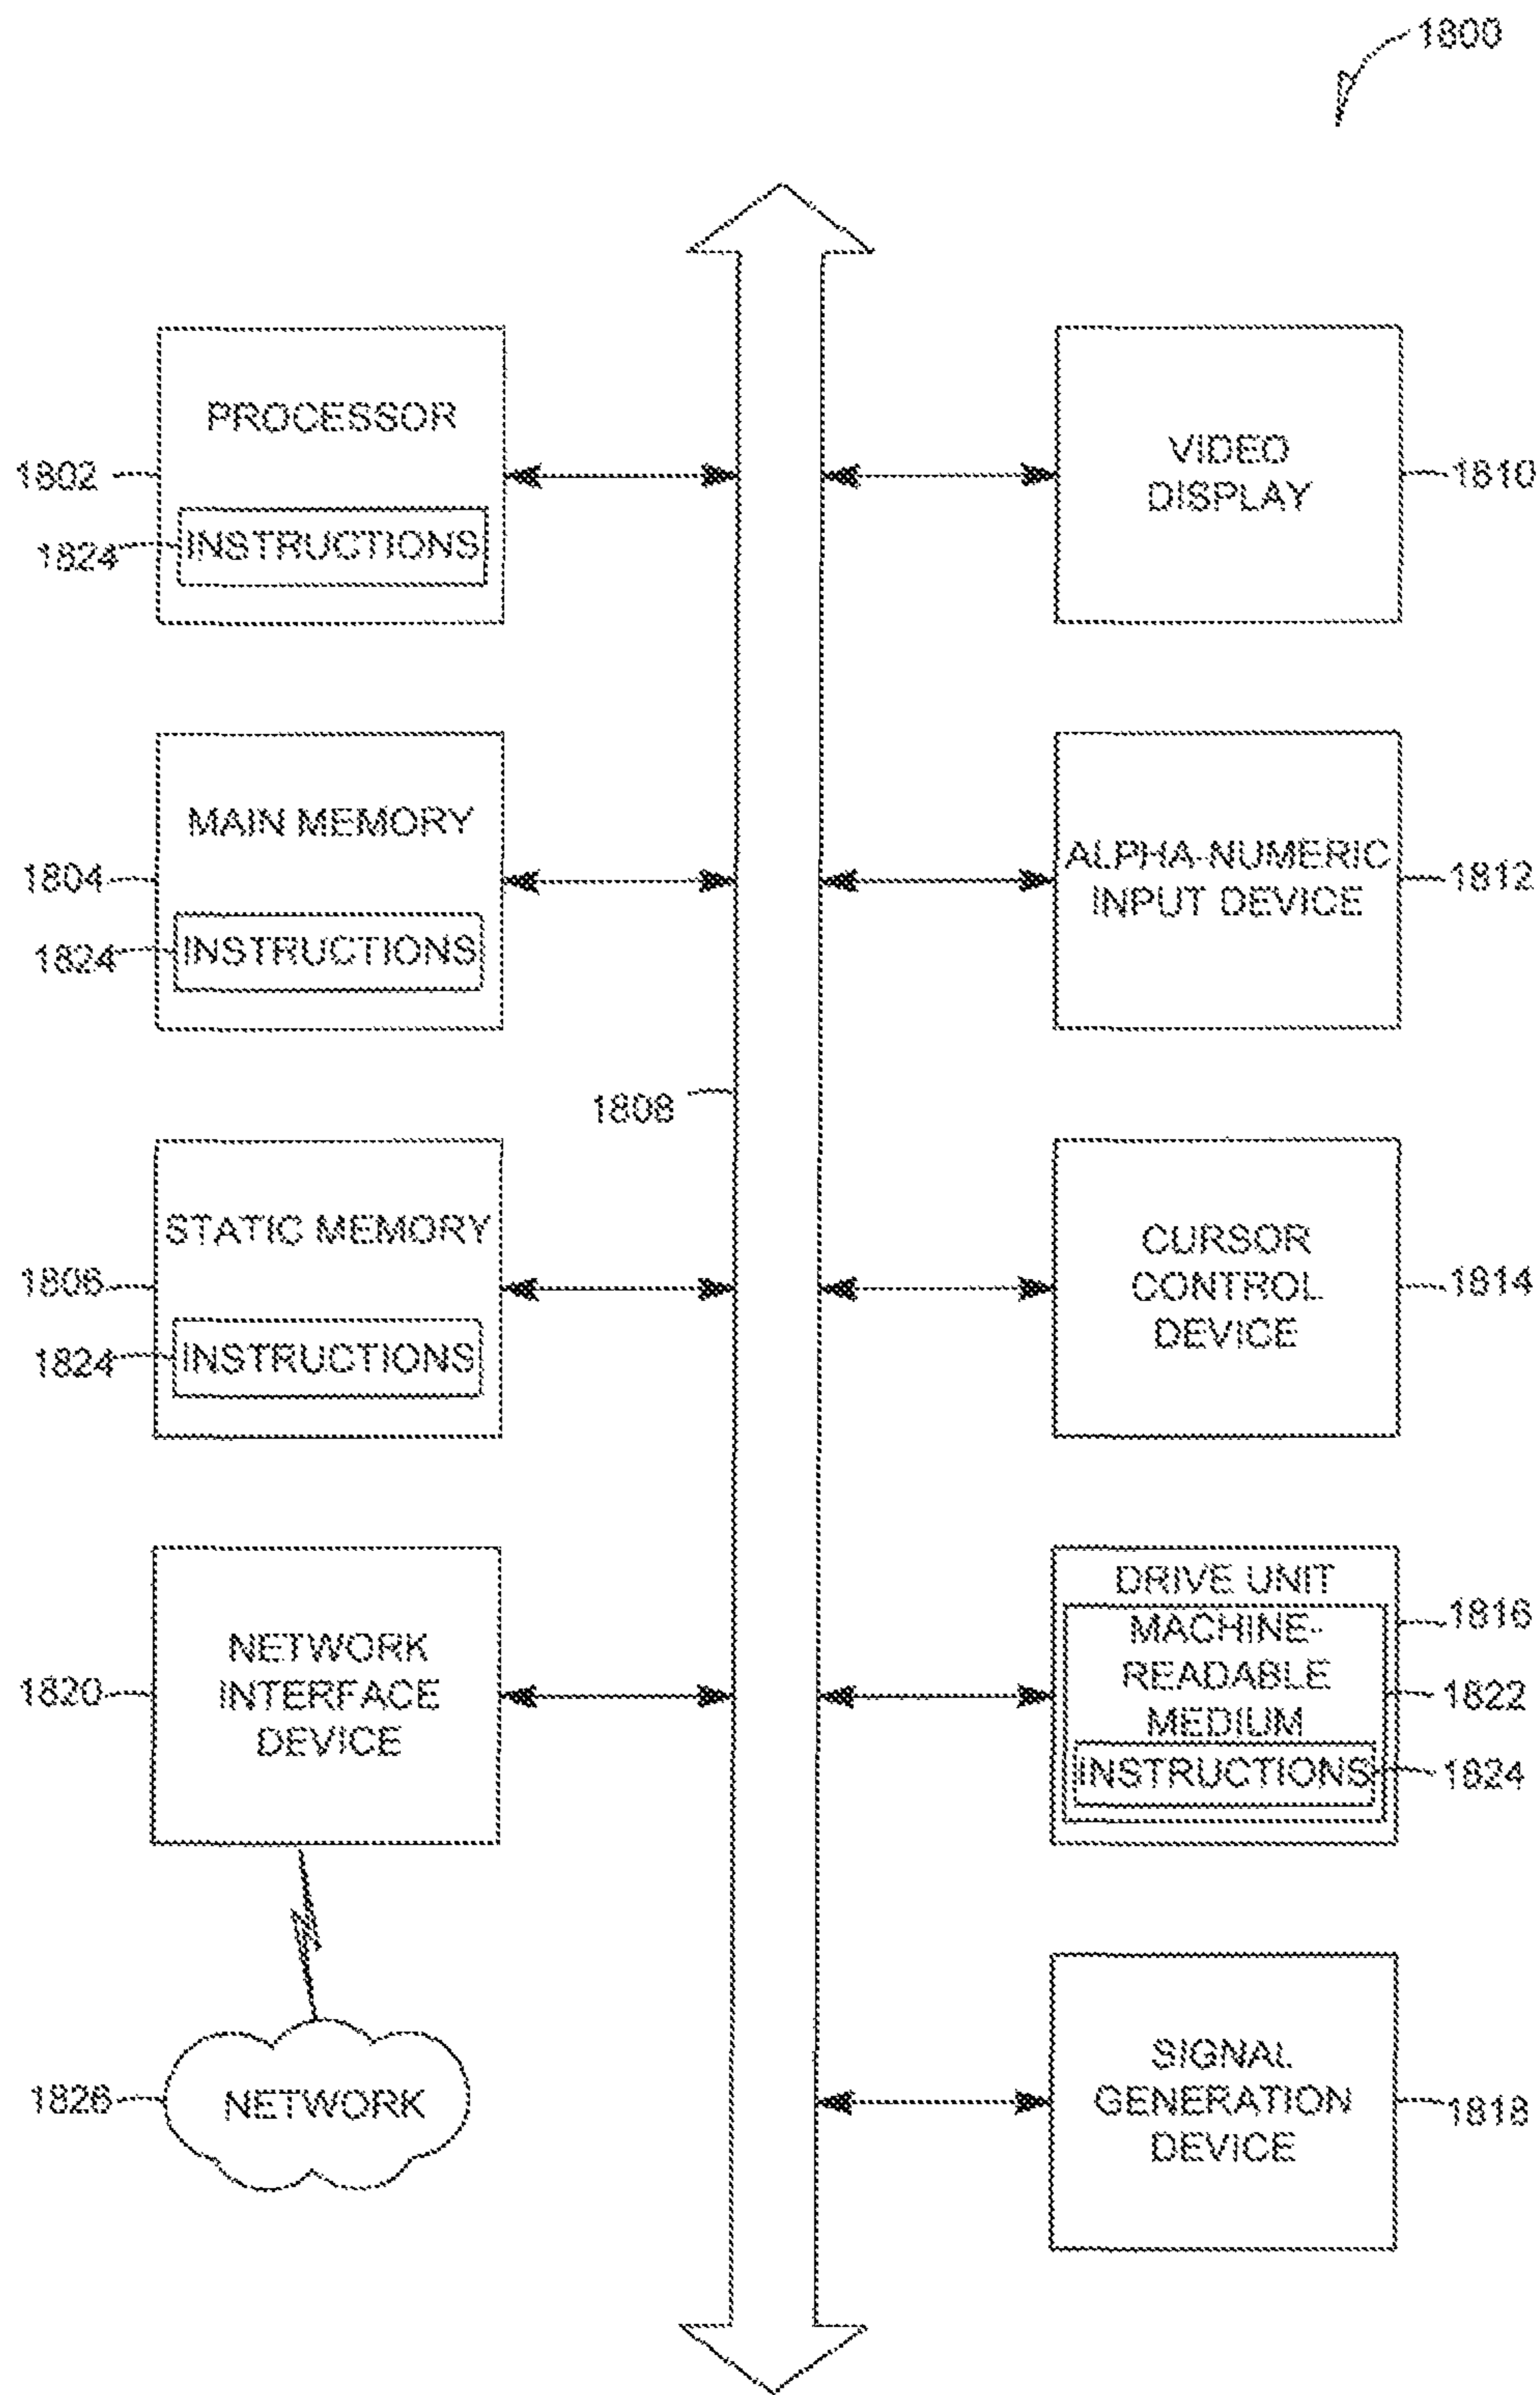 1800
PROCESSOR
1802
1824
INSTRUCTIONS
VIDEO
DISPLAY
1810
MAIN MEMORY
1804
1824
INSTRUCTIONS
ALPHA-NUMERIC
INPUT DEVICE
1812
1808
STATIC MEMORY
1806
1824
INSTRUCTIONS
CURSOR
CONTROL
DEVICE
1814
NETWORK
INTERFACE
DEVICE
1820
DRIVE UNIT
1816
MACHINE-
READABLE
MEDIUM
1822
INSTRUCTIONS
1824
NETWORK
1826
SIGNAL
GENERATION
DEVICE
1818